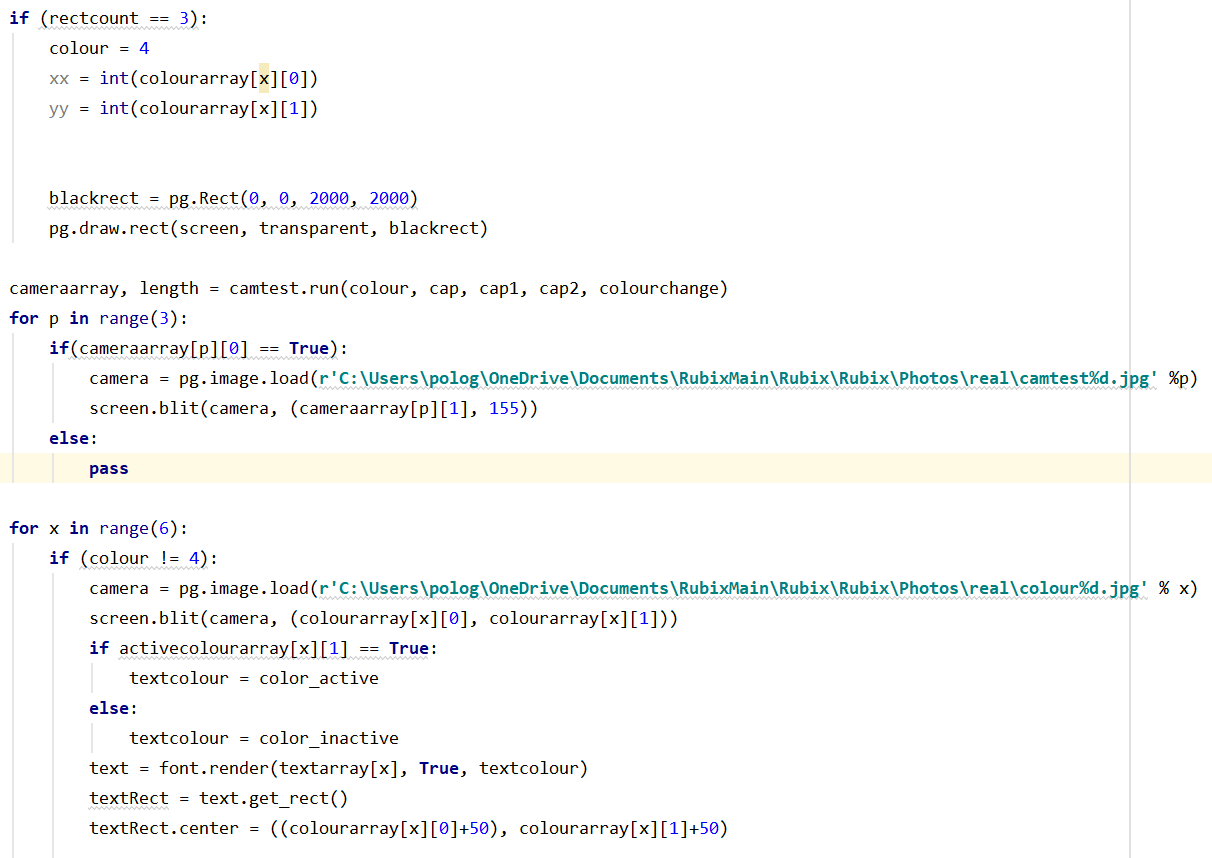 if (rectcount == 3):
    colour = 4
    xx = int(colourarray[x][0])
    yy = int(colourarray[x][1])
    blackrect = pg.Rect(0, 0, 2000, 2000)
    pg.draw.rect(screen, transparent, blackrect)
cameraarray, length = camtest.run(colour, cap, cap1, cap2, colourchange)
for p in range(3):
    if(cameraarray[p][0] == True):
        camera = pg.image.load(r'C:\Users\polog\OneDrive\Documents\RubixMain\Rubix\Rubix\Photos\real\camtest%d.jpg' %p)
        screen.blit(camera, (cameraarray[p][1], 155))
    else:
        pass
for x in range(6):
    if (colour != 4):
        camera = pg.image.load(r'C:\Users\polog\OneDrive\Documents\RubixMain\Rubix\Rubix\Photos\real\colour%d.jpg' % x)
        screen.blit(camera, (colourarray[x][0], colourarray[x][1]))
        if activecolourarray[x][1] == True:
            textcolour = color_active
        else:
            textcolour = color_inactive
        text = font.render(textarray[x], True, textcolour)
        textRect = text.get_rect()
        textRect.center = ((colourarray[x][0]+50), colourarray[x][1]+50)